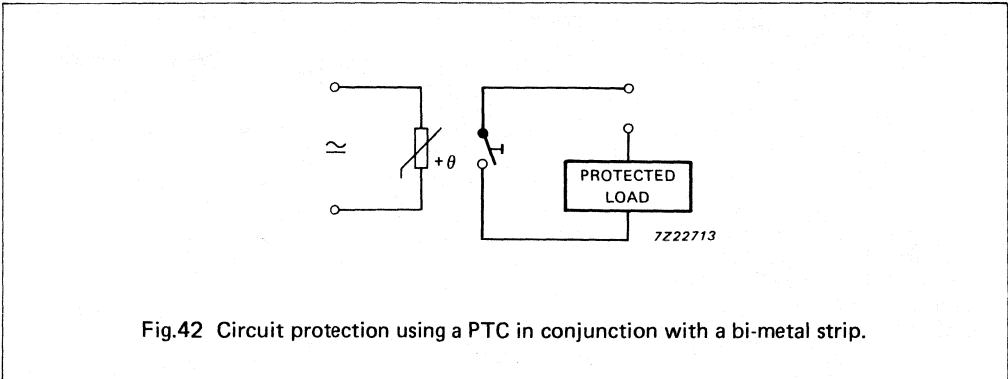 ≃
+θ
PROTECTED
LOAD
7Z22713
Fig.42 Circuit protection using a PTC in conjunction with a bi-metal strip.